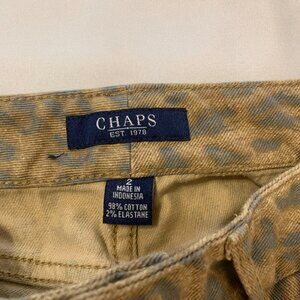 CHAPS
EST. 1978
2
MADE IN
INDONESIA
98% COTTON
2% ELASTANE